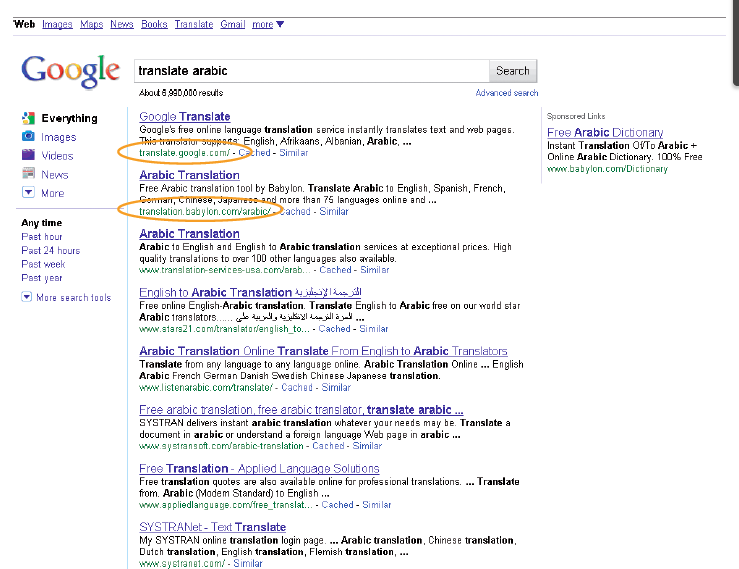 Web Images Maps News Books Translate Gmail more ▼
Google
translate arabic
Search
About 6,990,000 results
Advanced search
Everything
Images
Videos
News
More
Any time
Past hour
Past 24 hours
Past week
Past year
More search tools
Google Translate
Google's free online language translation service instantly translates text and web pages.
This translator supports: English, Afrikaans, Albanian, Arabic, ...
translate.google.com/ - Cached - Similar
Arabic Translation
Free Arabic translation tool by Babylon. Translate Arabic to English, Spanish, French,
German, Chinese, Japanese and more than 75 languages online and ...
translation.babylon.com/arabic/ - Cached - Similar
Arabic Translation
Arabic to English and English to Arabic translation services at exceptional prices. High
quality translations to over 100 other languages also available.
www.translation-services-usa.com/arab... - Cached - Similar
English to Arabic Translation الترجمة الإنجليزية
Free online English-Arabic translation. Translate English to Arabic free on our world star
Arabic translators...... الحرة الترجمة الانكليزية والعربية على ...
www.stars21.com/translator/english_to... - Cached - Similar
Arabic Translation Online Translate From English to Arabic Translators
Translate from any language to any language online. Arabic Translation Online ... English
Arabic French German Danish Swedish Chinese Japanese translation.
www.listenarabic.com/translate/ - Cached - Similar
Free arabic translation, free arabic translator, translate arabic ...
SYSTRAN delivers instant arabic translation whatever your needs may be. Translate a
document in arabic or understand a foreign language Web page in arabic ...
www.systransoft.com/arabic-translation - Cached - Similar
Free Translation - Applied Language Solutions
Free translation quotes are also available online for professional translations. ... Translate
from. Arabic (Modern Standard) to English ...
www.appliedlanguage.com/free_translat... - Cached - Similar
SYSTRANet - Text Translate
My SYSTRAN online translation login page. ... Arabic translation, Chinese translation,
Dutch translation, English translation, Flemish translation, ...
www.systranet.com/ - Similar
Sponsored Links
Free Arabic Dictionary
Instant Translation Of/To Arabic +
Online Arabic Dictionary. 100% Free
www.babylon.com/Dictionary